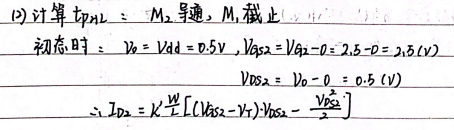 (2) 计算 tpHL： M₂ 导通，M₁ 截止
初态时： V₀ = Vdd = 0.5V , VGS2 = VG2-0 = 2.5-0 = 2.5(V)
VDS2 = V₀ - 0 = 0.5 (V)
∴ ID2 = K' W/L [(VGS2-VT)·VDS2 - VDS2²/2]